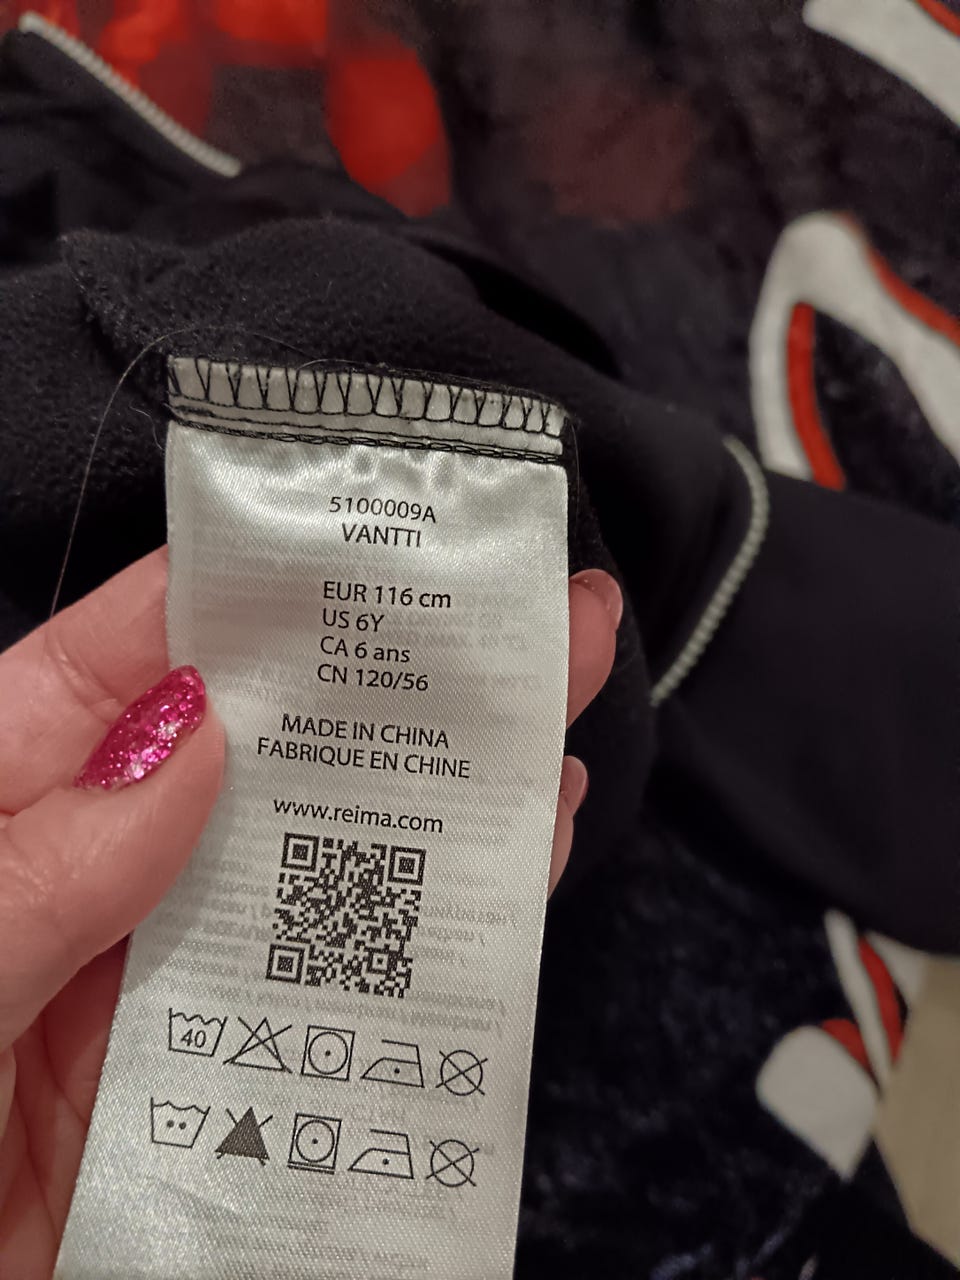 5100009A
VANTTI
EUR 116 cm
US 6Y
CA 6 ans
CN 120/56
MADE IN CHINA
FABRIQUE EN CHINE
www.reima.com
40